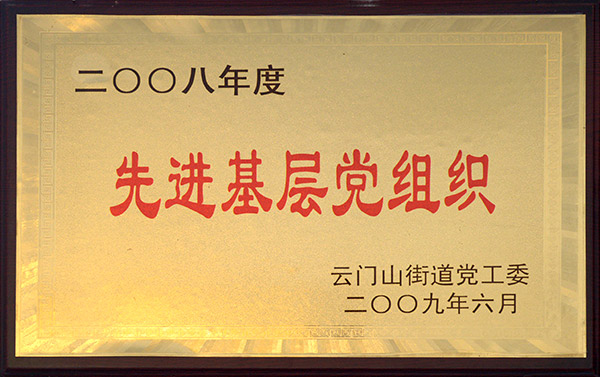 二〇〇八年度
先进基层党组织
云门山街道党工委
二〇〇九年六月